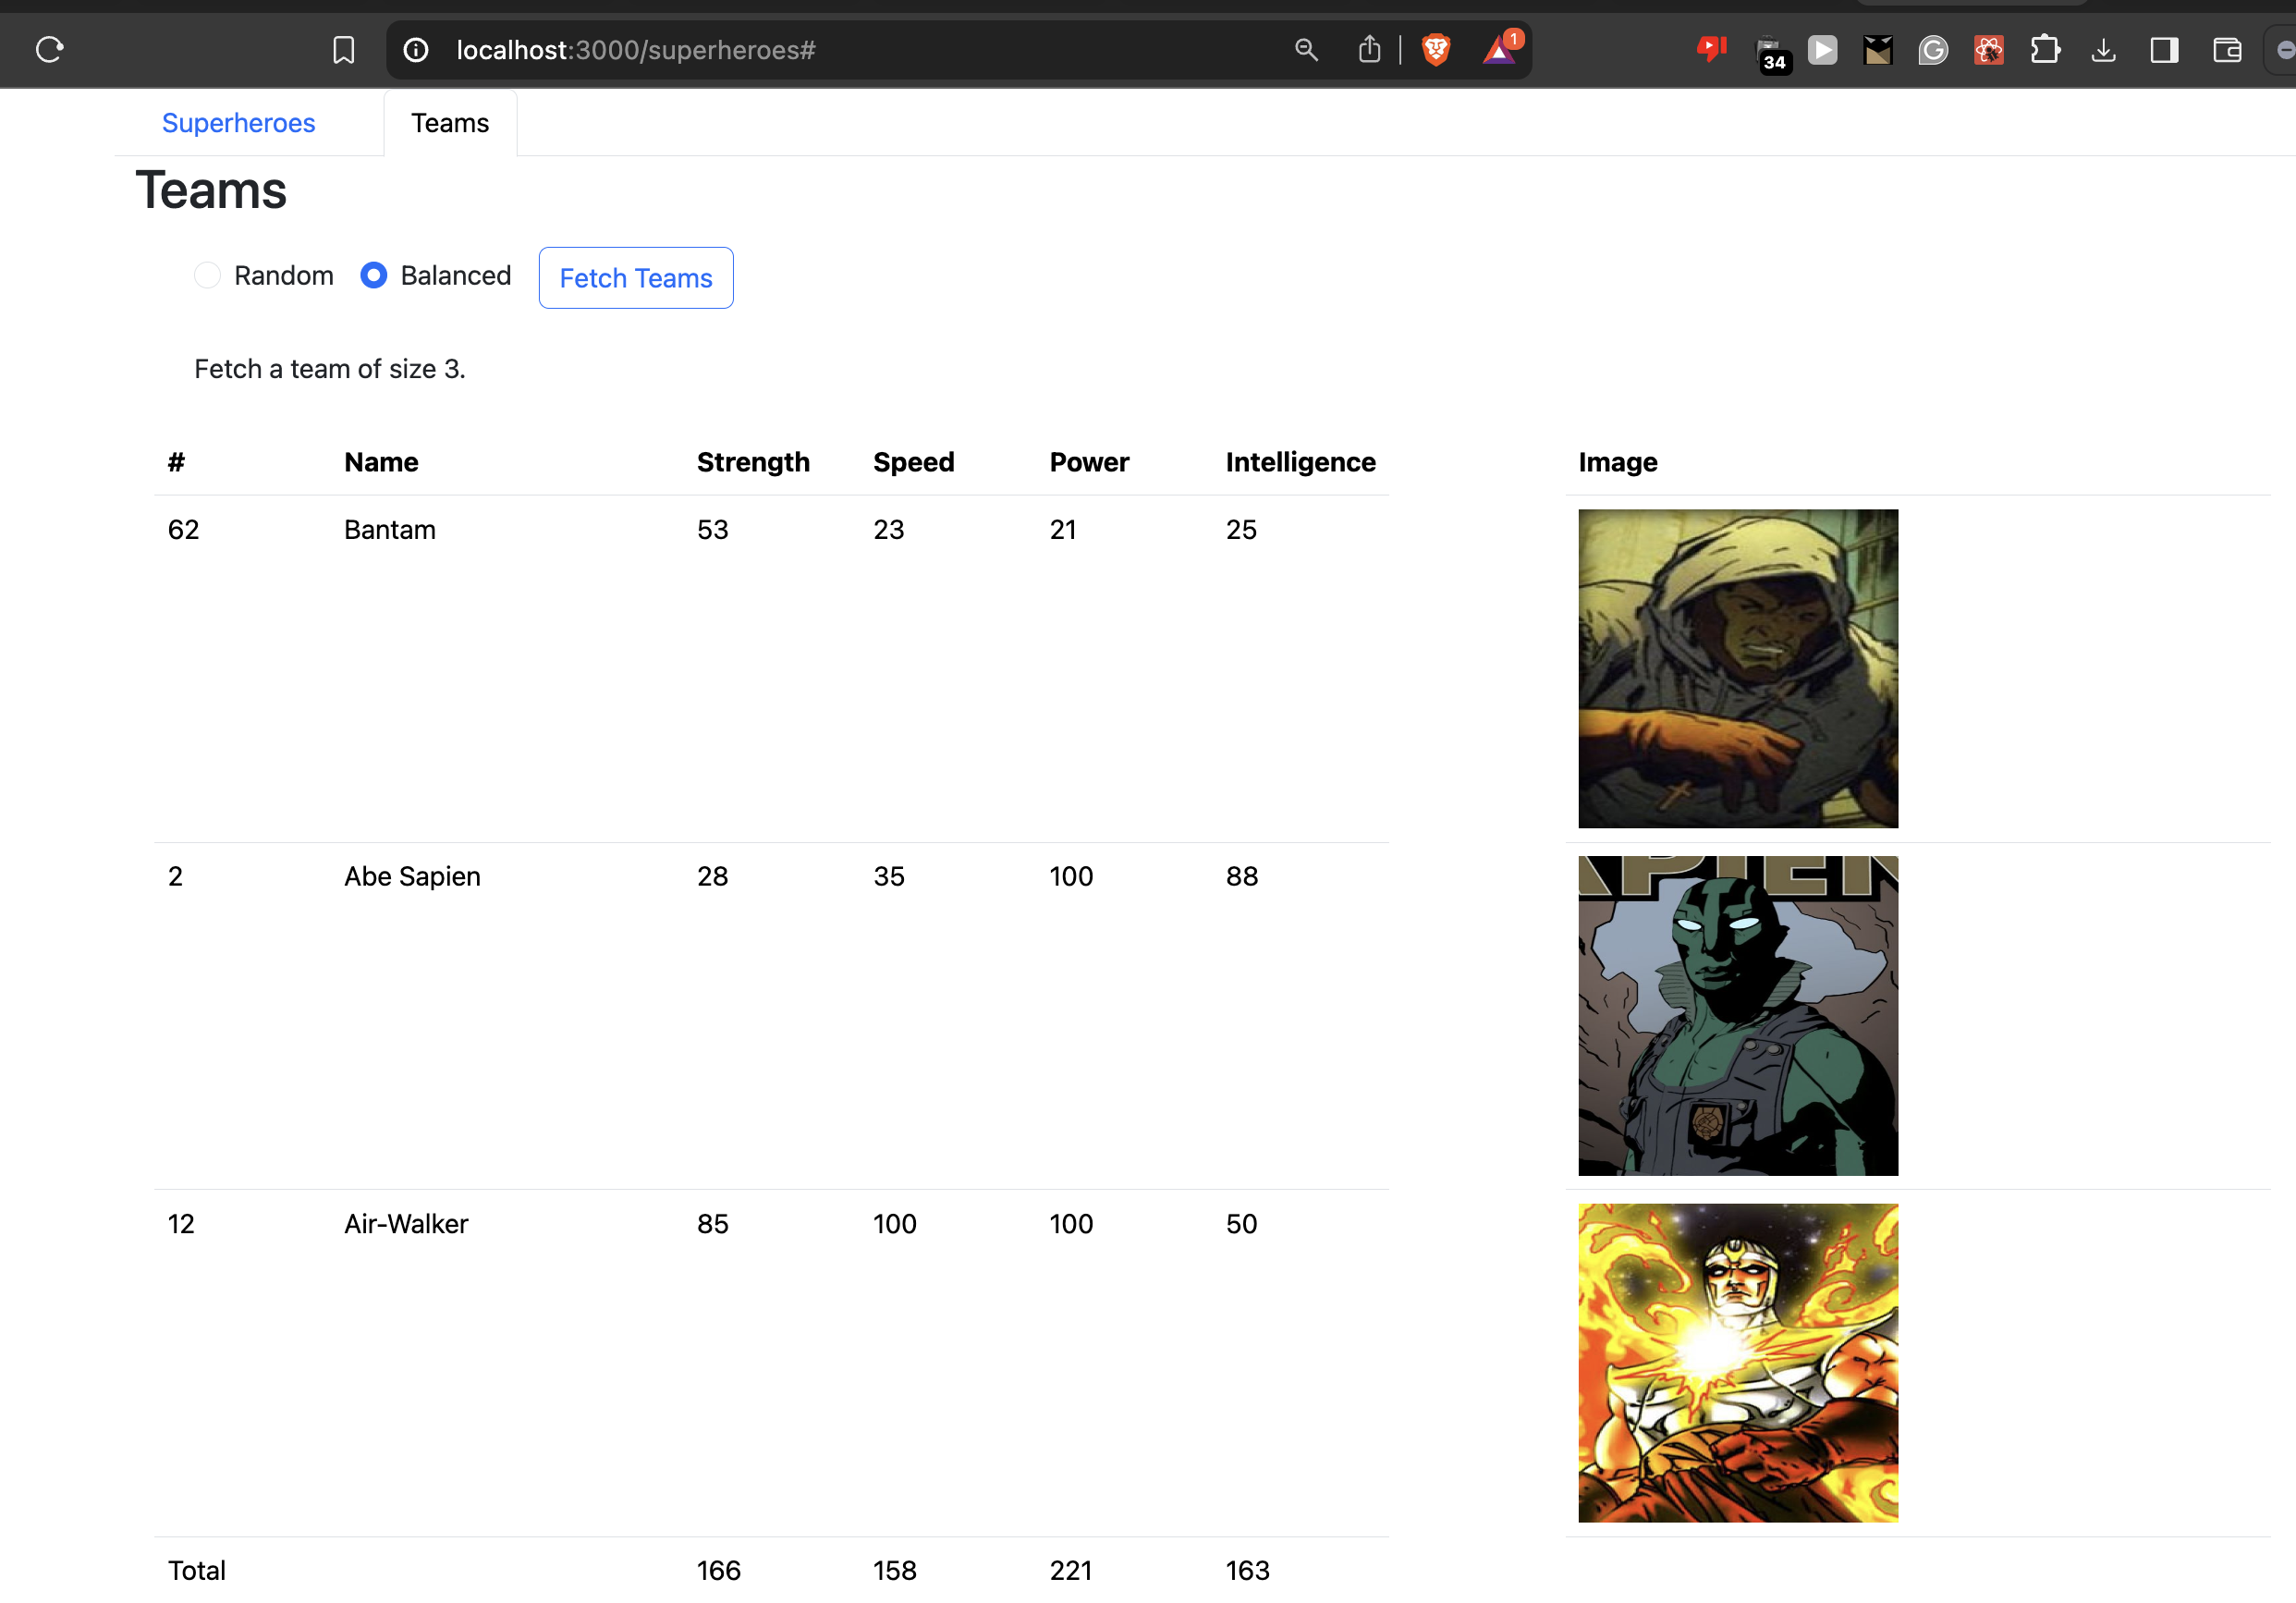 localhost:3000/superheroes#
1
34
Superheroes Teams
Teams
Random Balanced Fetch Teams
Fetch a team of size 3.
# Name Strength Speed Power Intelligence Image
62 Bantam 53 23 21 25
2 Abe Sapien 28 35 100 88
APIEN
12 Air-Walker 85 100 100 50
Total 166 158 221 163